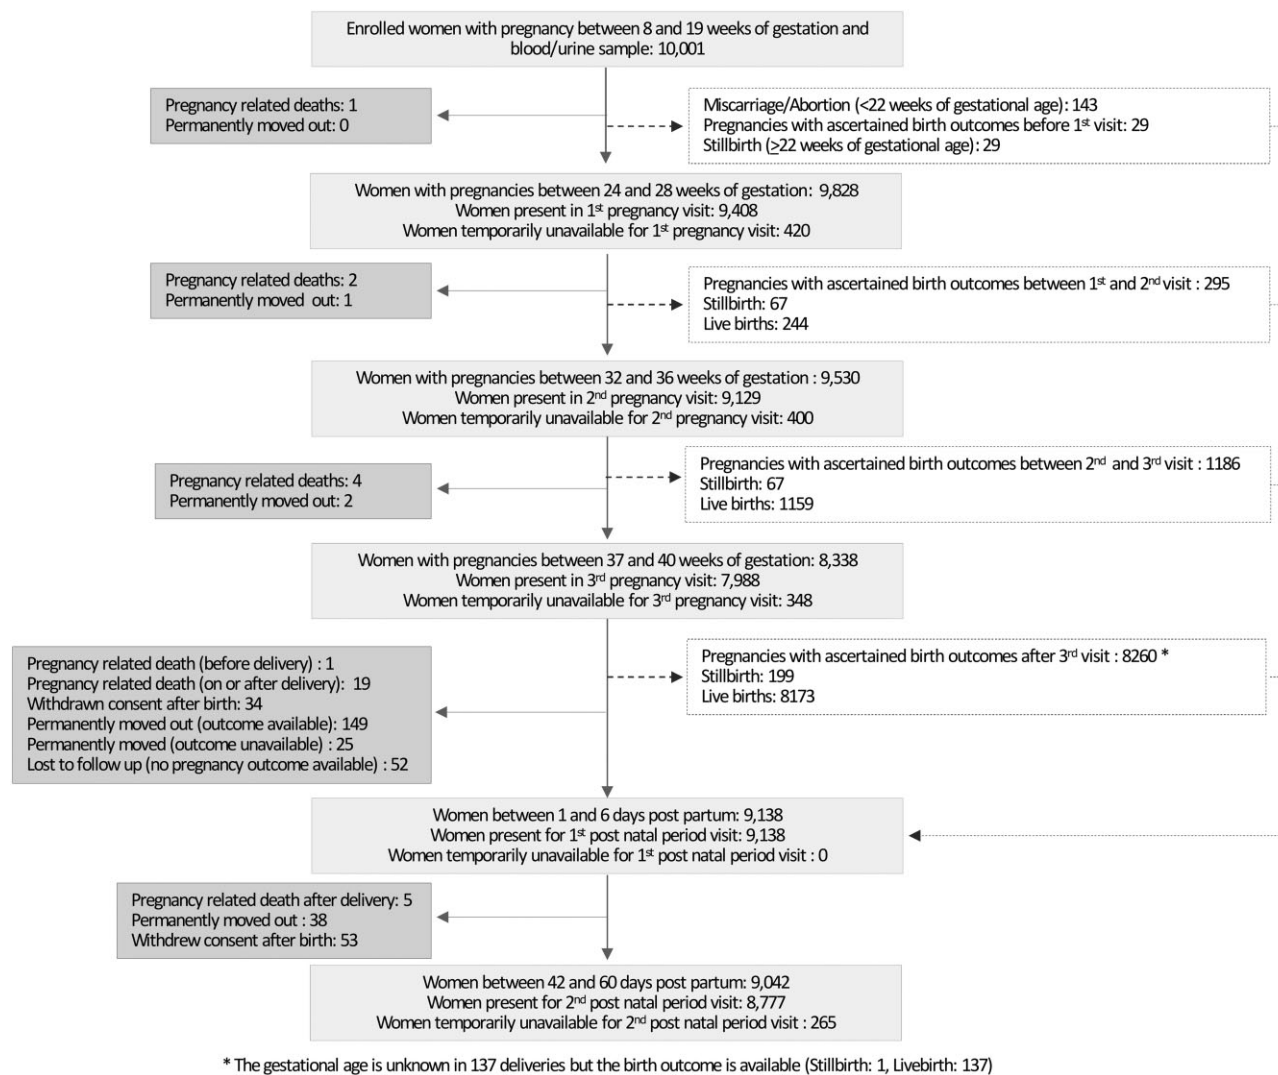 Enrolled women with pregnancy between 8 and 19 weeks of gestation and
blood/urine sample: 10,001
Pregnancy related deaths: 1
Permanently moved out: 0
Miscarriage/Abortion (<22 weeks of gestational age): 143
Pregnancies with ascertained birth outcomes before 1st visit: 29
Stillbirth (≥22 weeks of gestational age): 29
Women with pregnancies between 24 and 28 weeks of gestation: 9,828
Women present in 1st pregnancy visit: 9,408
Women temporarily unavailable for 1st pregnancy visit: 420
Pregnancy related deaths: 2
Permanently moved out: 1
Pregnancies with ascertained birth outcomes between 1st and 2nd visit : 295
Stillbirth: 67
Live births: 244
Women with pregnancies between 32 and 36 weeks of gestation : 9,530
Women present in 2nd pregnancy visit: 9,129
Women temporarily unavailable for 2nd pregnancy visit: 400
Pregnancy related deaths: 4
Permanently moved out: 2
Pregnancies with ascertained birth outcomes between 2nd and 3rd visit : 1186
Stillbirth: 67
Live births: 1159
Women with pregnancies between 37 and 40 weeks of gestation: 8,338
Women present in 3rd pregnancy visit: 7,988
Women temporarily unavailable for 3rd pregnancy visit: 348
Pregnancy related death (before delivery) : 1
Pregnancy related death (on or after delivery): 19
Withdrawn consent after birth: 34
Permanently moved out (outcome available): 149
Permanently moved (outcome unavailable) : 25
Lost to follow up (no pregnancy outcome available) : 52
Pregnancies with ascertained birth outcomes after 3rd visit : 8260 *
Stillbirth: 199
Live births: 8173
Women between 1 and 6 days post partum: 9,138
Women present for 1st post natal period visit: 9,138
Women temporarily unavailable for 1st post natal period visit : 0
Pregnancy related death after delivery: 5
Permanently moved out : 38
Withdrew consent after birth: 53
Women between 42 and 60 days post partum: 9,042
Women present for 2nd post natal period visit: 8,777
Women temporarily unavailable for 2nd post natal period visit : 265
* The gestational age is unknown in 137 deliveries but the birth outcome is available (Stillbirth: 1, Livebirth: 137)